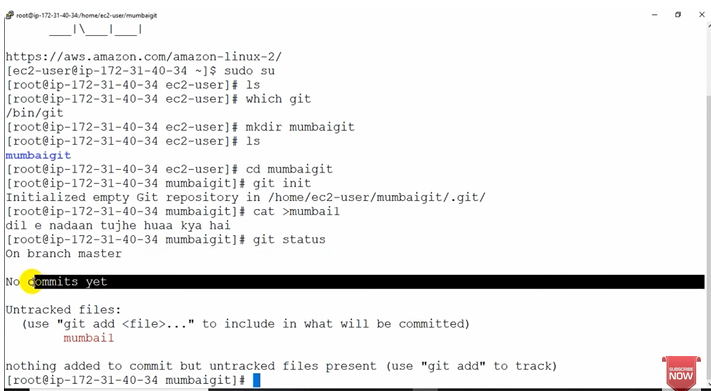 root@ip-172-31-40-34:/home/ec2-user/mumbaigit
___|\___|___|
https://aws.amazon.com/amazon-linux-2/
[ec2-user@ip-172-31-40-34 ~]$ sudo su
[root@ip-172-31-40-34 ec2-user]# ls
[root@ip-172-31-40-34 ec2-user]# which git
/bin/git
[root@ip-172-31-40-34 ec2-user]# mkdir mumbaigit
[root@ip-172-31-40-34 ec2-user]# ls
mumbaigit
[root@ip-172-31-40-34 ec2-user]# cd mumbaigit
[root@ip-172-31-40-34 mumbaigit]# git init
Initialized empty Git repository in /home/ec2-user/mumbaigit/.git/
[root@ip-172-31-40-34 mumbaigit]# cat >mumbai1
dil e nadaan tujhe huaa kya hai
[root@ip-172-31-40-34 mumbaigit]# git status
On branch master
No commits yet
Untracked files:
(use "git add <file>..." to include in what will be committed)
mumbai1
nothing added to commit but untracked files present (use "git add" to track)
[root@ip-172-31-40-34 mumbaigit]#
SUBSCRIBE
NOW